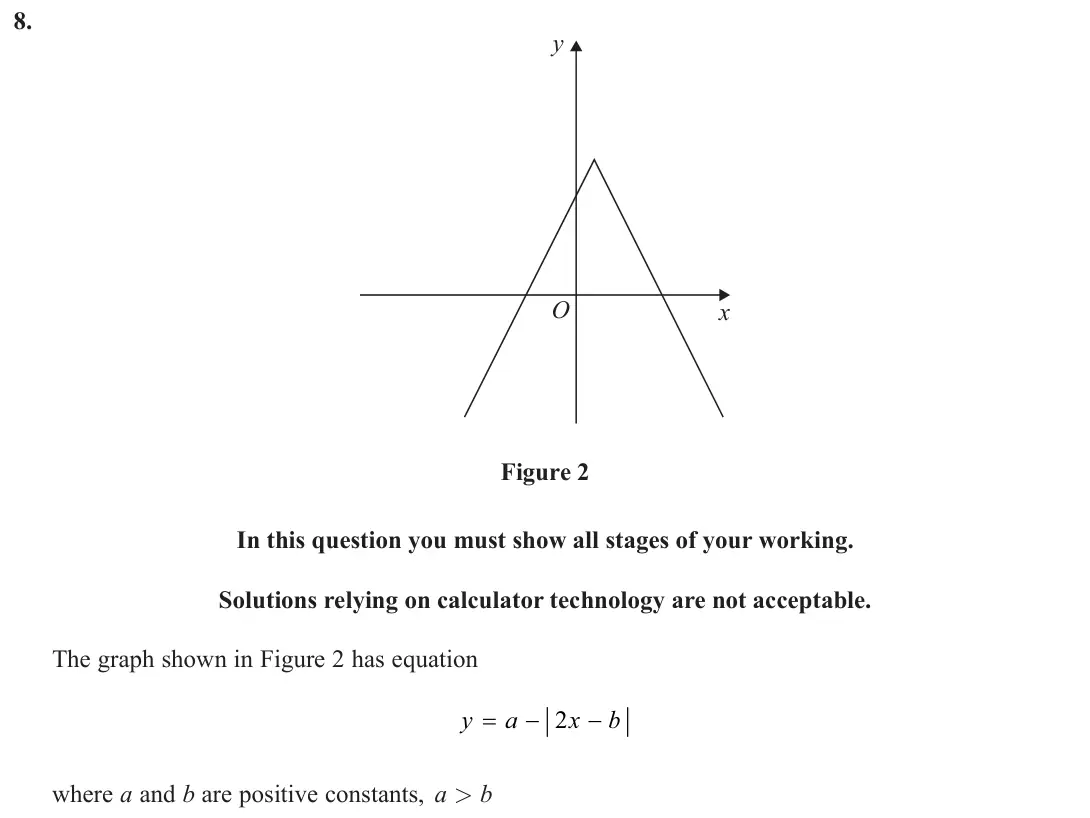 8.
y
O
x
Figure 2
In this question you must show all stages of your working.
Solutions relying on calculator technology are not acceptable.
The graph shown in Figure 2 has equation
y = a − |2x − b|
where a and b are positive constants, a > b